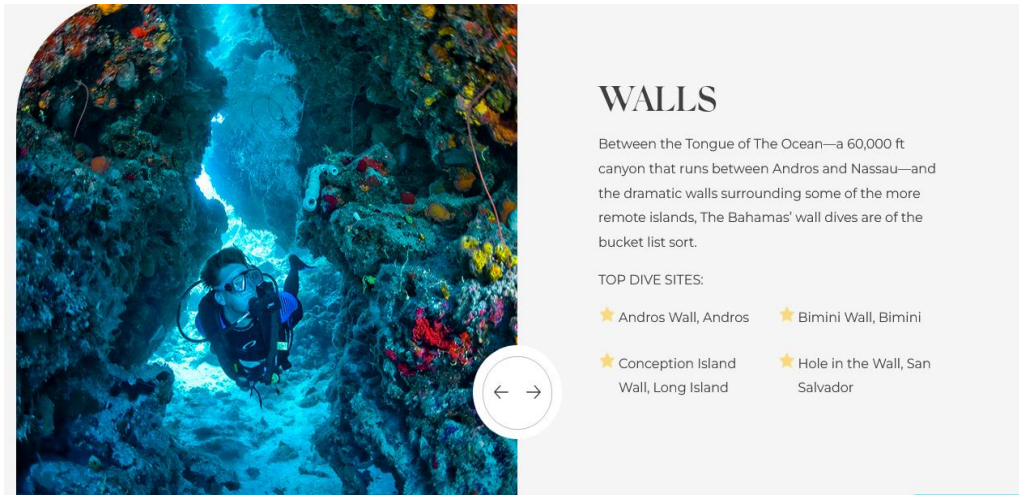 WALLS
Between the Tongue of The Ocean—a 60,000 ft
canyon that runs between Andros and Nassau—and
the dramatic walls surrounding some of the more
remote islands, The Bahamas’ wall dives are of the
bucket list sort.
TOP DIVE SITES:
Andros Wall, Andros
Bimini Wall, Bimini
Conception Island
Wall, Long Island
Hole in the Wall, San
Salvador